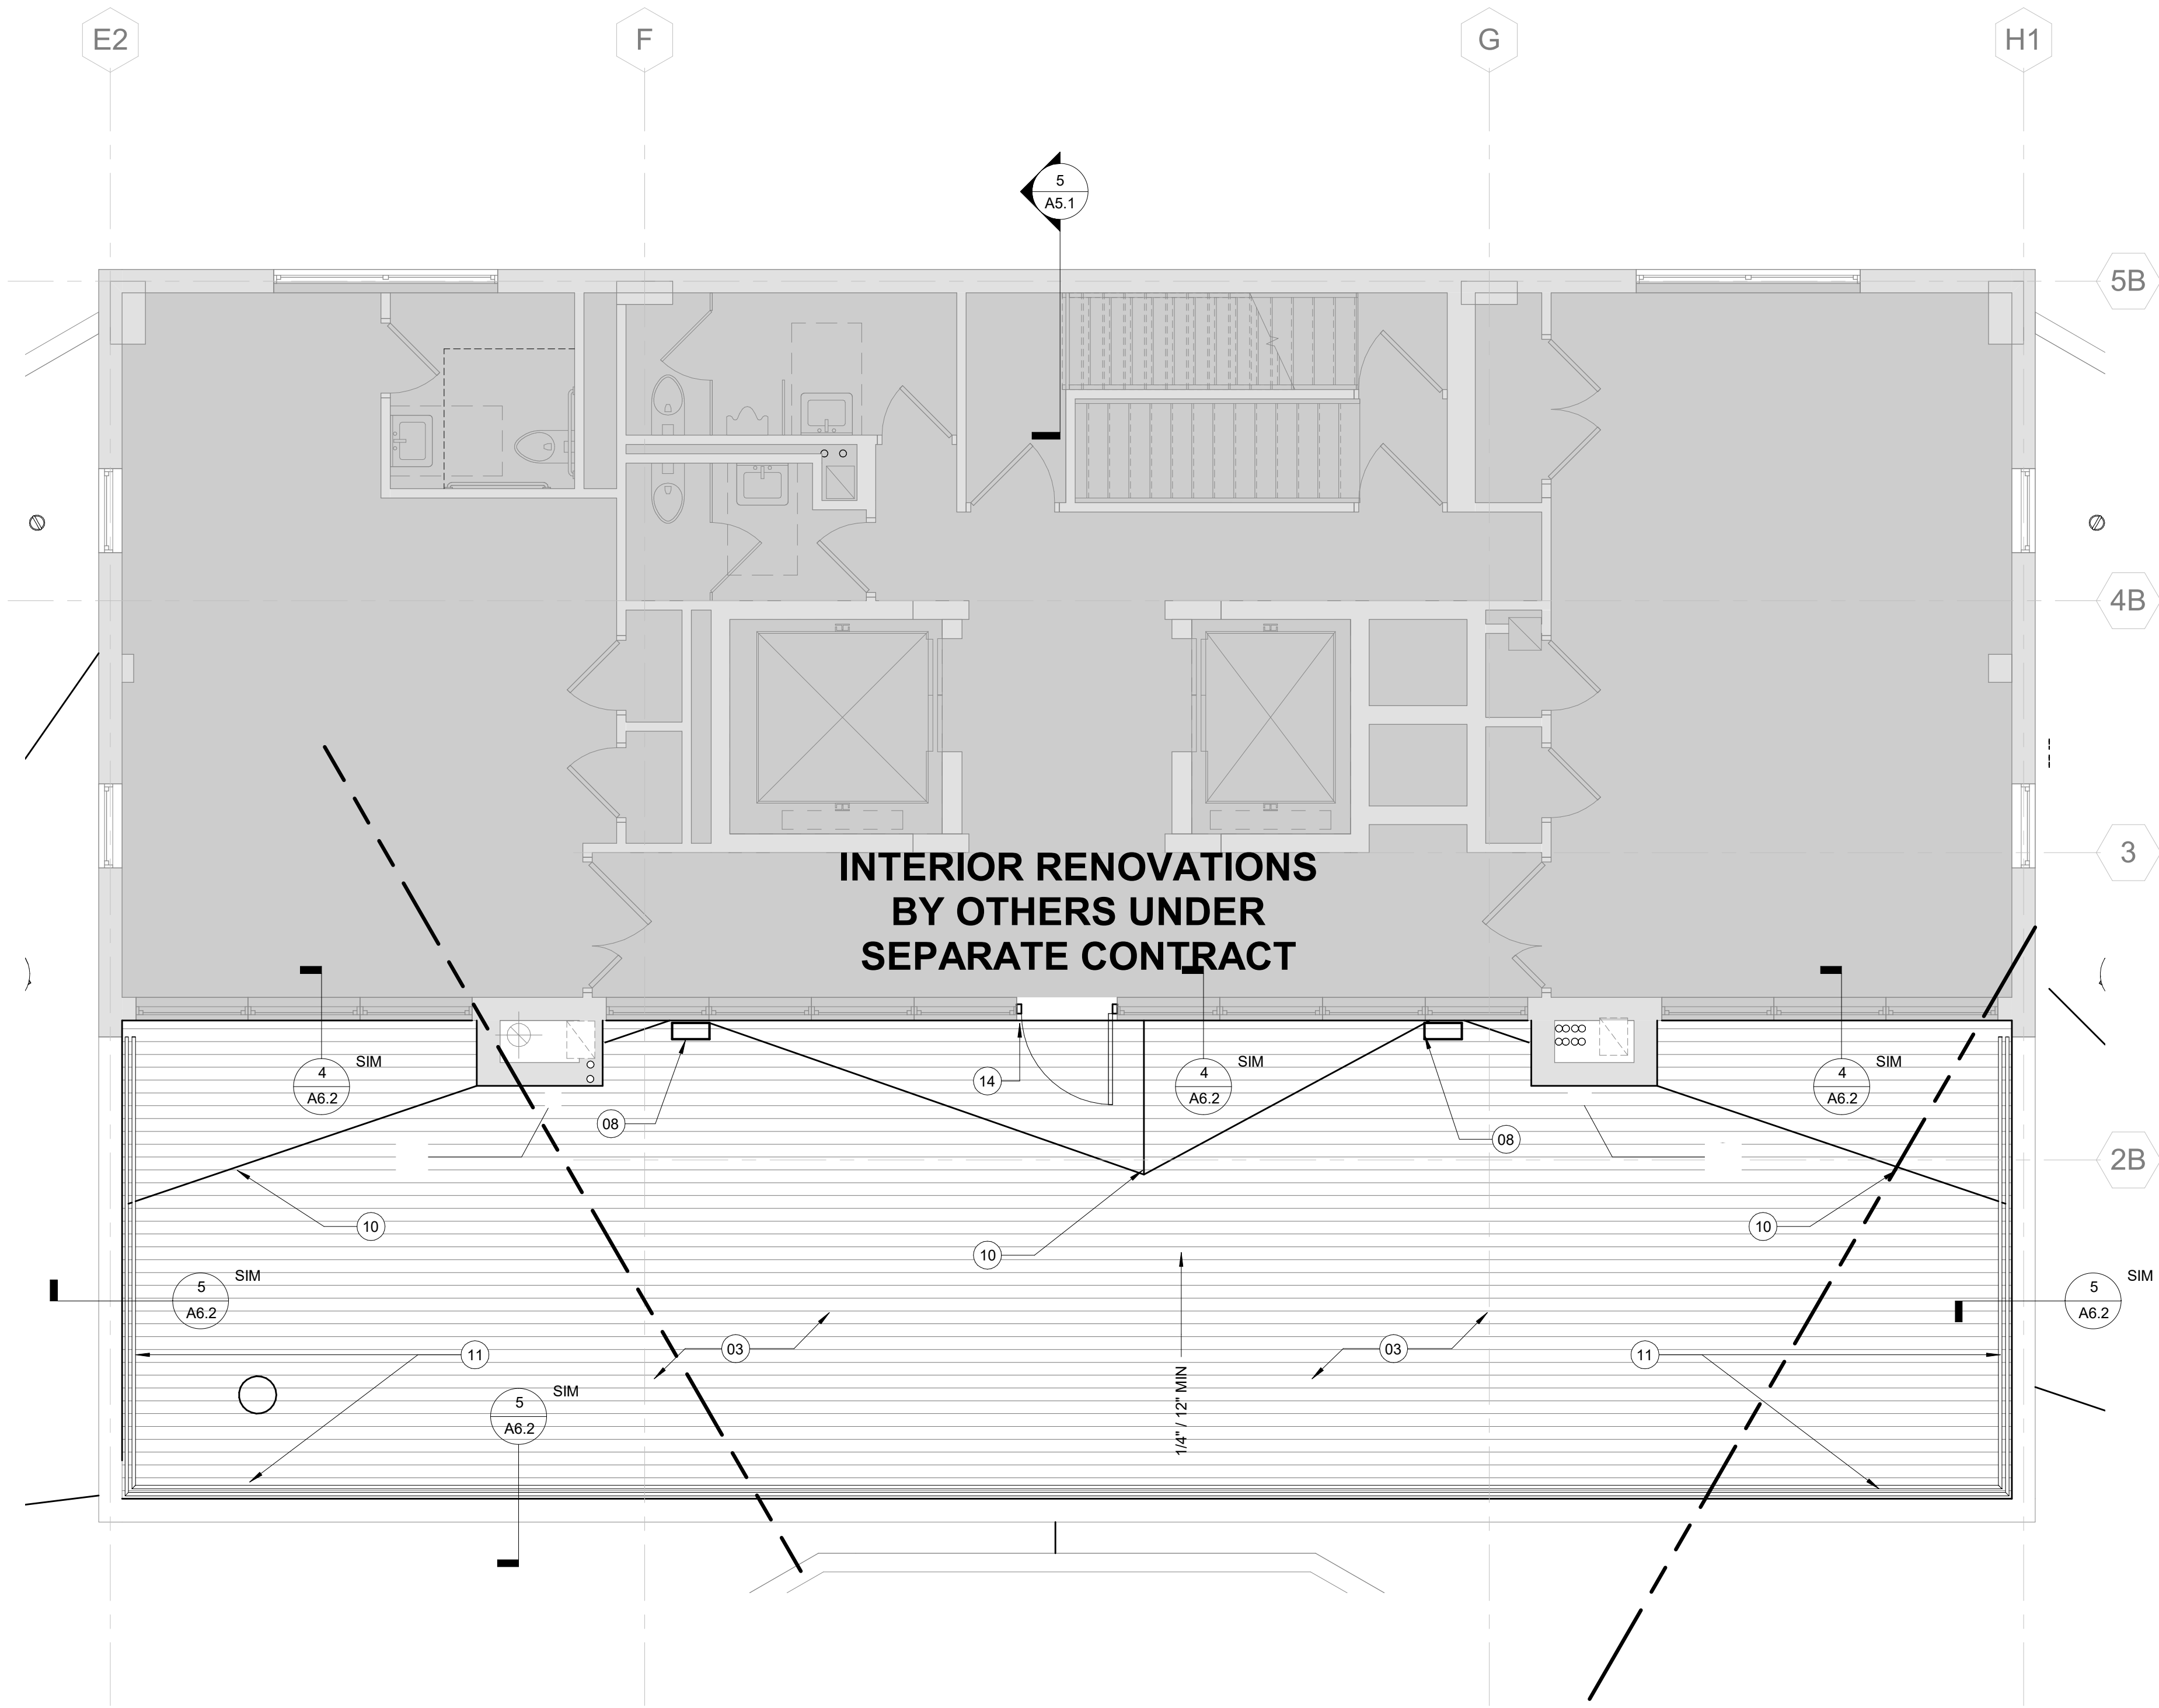 E2
F
G
H1
5
A5.1
5B
4B
3
INTERIOR RENOVATIONS
BY OTHERS UNDER
SEPARATE CONTRACT
4
A6.2
SIM
4
A6.2
SIM
4
A6.2
SIM
14
08
08
2B
10
10
10
5
A6.2
SIM
5
A6.2
SIM
03
03
11
11
5
A6.2
SIM
1/4" / 12" MIN